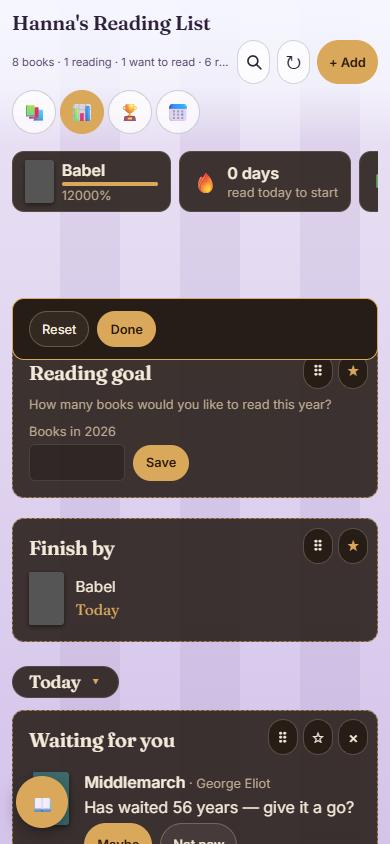 Hanna's Reading List
8 books · 1 reading · 1 want to read · 6 r…
+ Add
Babel
12000%
0 days
read today to start
Reset
Done
Reading goal
How many books would you like to read this year?
Books in 2026
Save
Finish by
Babel
Today
Today
Waiting for you
Middlemarch · George Eliot
Has waited 56 years — give it a go?
Maybe
Not now